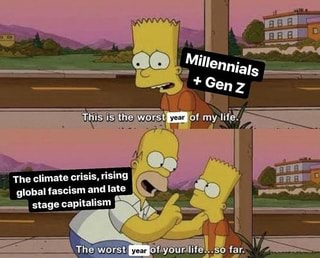 Millennials
+ Gen Z
This is the worst year of my life.
The climate crisis, rising
global fascism and late
stage capitalism
The worst year of your life...so far.